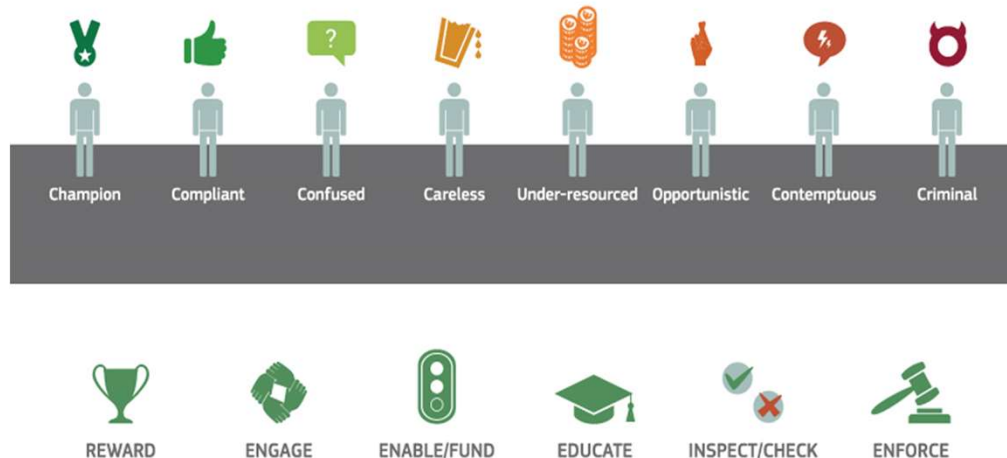 ?
Champion Compliant Confused Careless Under-resourced Opportunistic Contemptuous Criminal
REWARD ENGAGE ENABLE/FUND EDUCATE INSPECT/CHECK ENFORCE